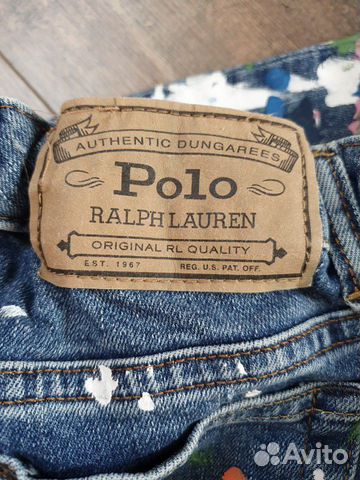 AUTHENTIC DUNGAREES
Polo
RALPH LAUREN
ORIGINAL RL QUALITY
EST. 1967 REG. U.S. PAT. OFF.
Avito